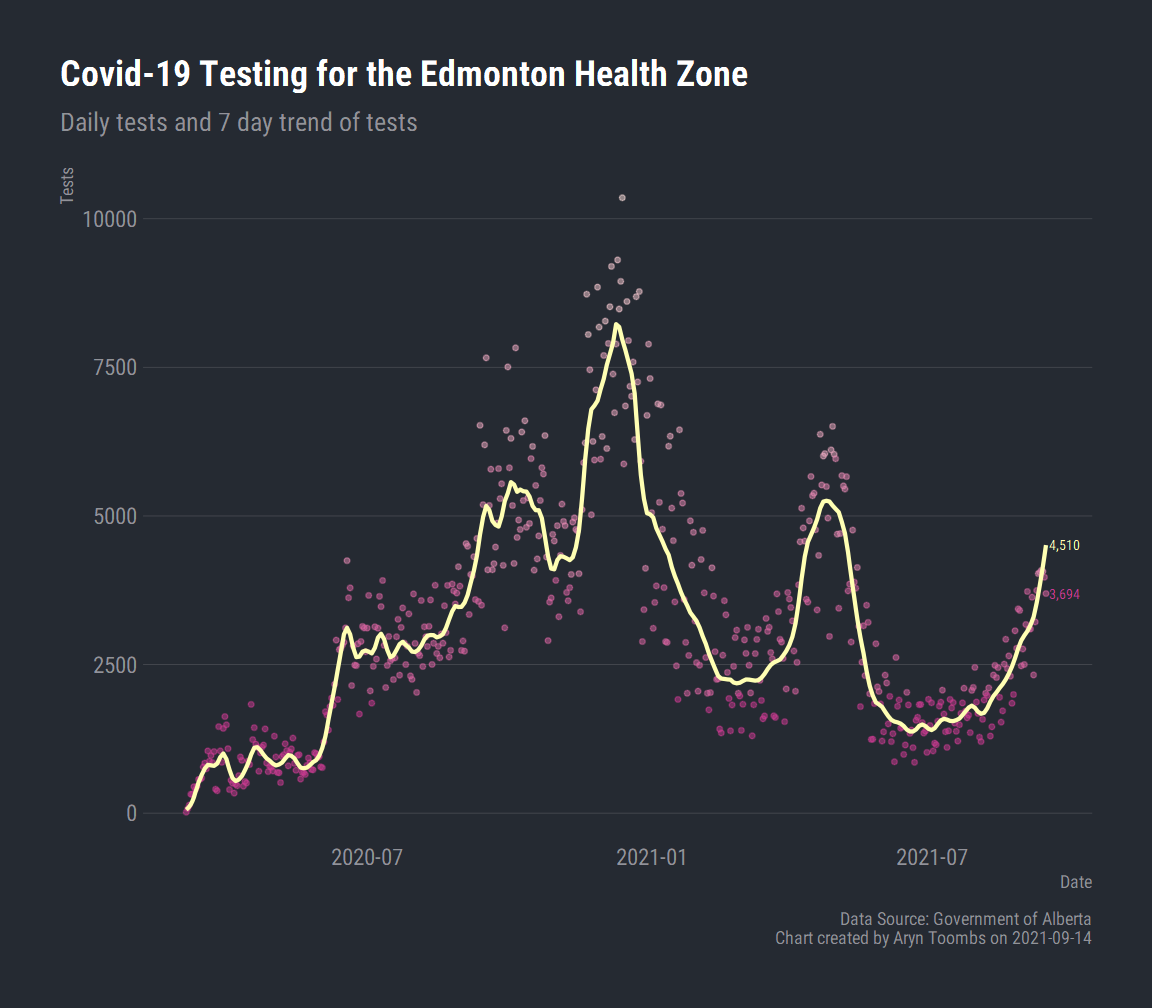 Covid-19 Testing for the Edmonton Health Zone
Daily tests and 7 day trend of tests
Tests
10000
7500
5000
2500
0
4,510
3,694
2020-07
2021-01
2021-07
Date
Data Source: Government of Alberta
Chart created by Aryn Toombs on 2021-09-14